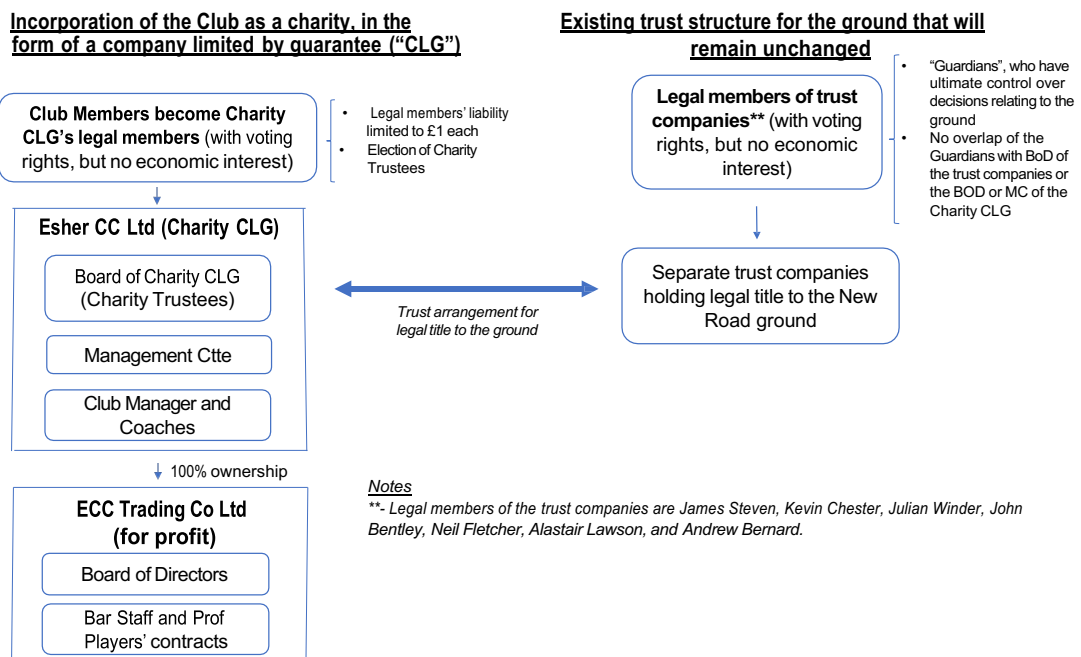 Incorporation of the Club as a charity, in the
form of a company limited by guarantee (“CLG”)
Club Members become Charity
CLG’s legal members (with voting
rights, but no economic interest)
• Legal members’ liability
limited to £1 each
• Election of Charity
Trustees
Esher CC Ltd (Charity CLG)
Board of Charity CLG
(Charity Trustees)
Management Ctte
Club Manager and
Coaches
100% ownership
ECC Trading Co Ltd
(for profit)
Board of Directors
Bar Staff and Prof
Players’ contracts
Trust arrangement for
legal title to the ground
Existing trust structure for the ground that will
remain unchanged
Legal members of trust
companies** (with voting
rights, but no economic
interest)
• “Guardians”, who have
ultimate control over
decisions relating to the
ground
• No overlap of the
Guardians with BoD of
the trust companies or
the BOD or MC of the
Charity CLG
Separate trust companies
holding legal title to the New
Road ground
Notes
**- Legal members of the trust companies are James Steven, Kevin Chester, Julian Winder, John
Bentley, Neil Fletcher, Alastair Lawson, and Andrew Bernard.